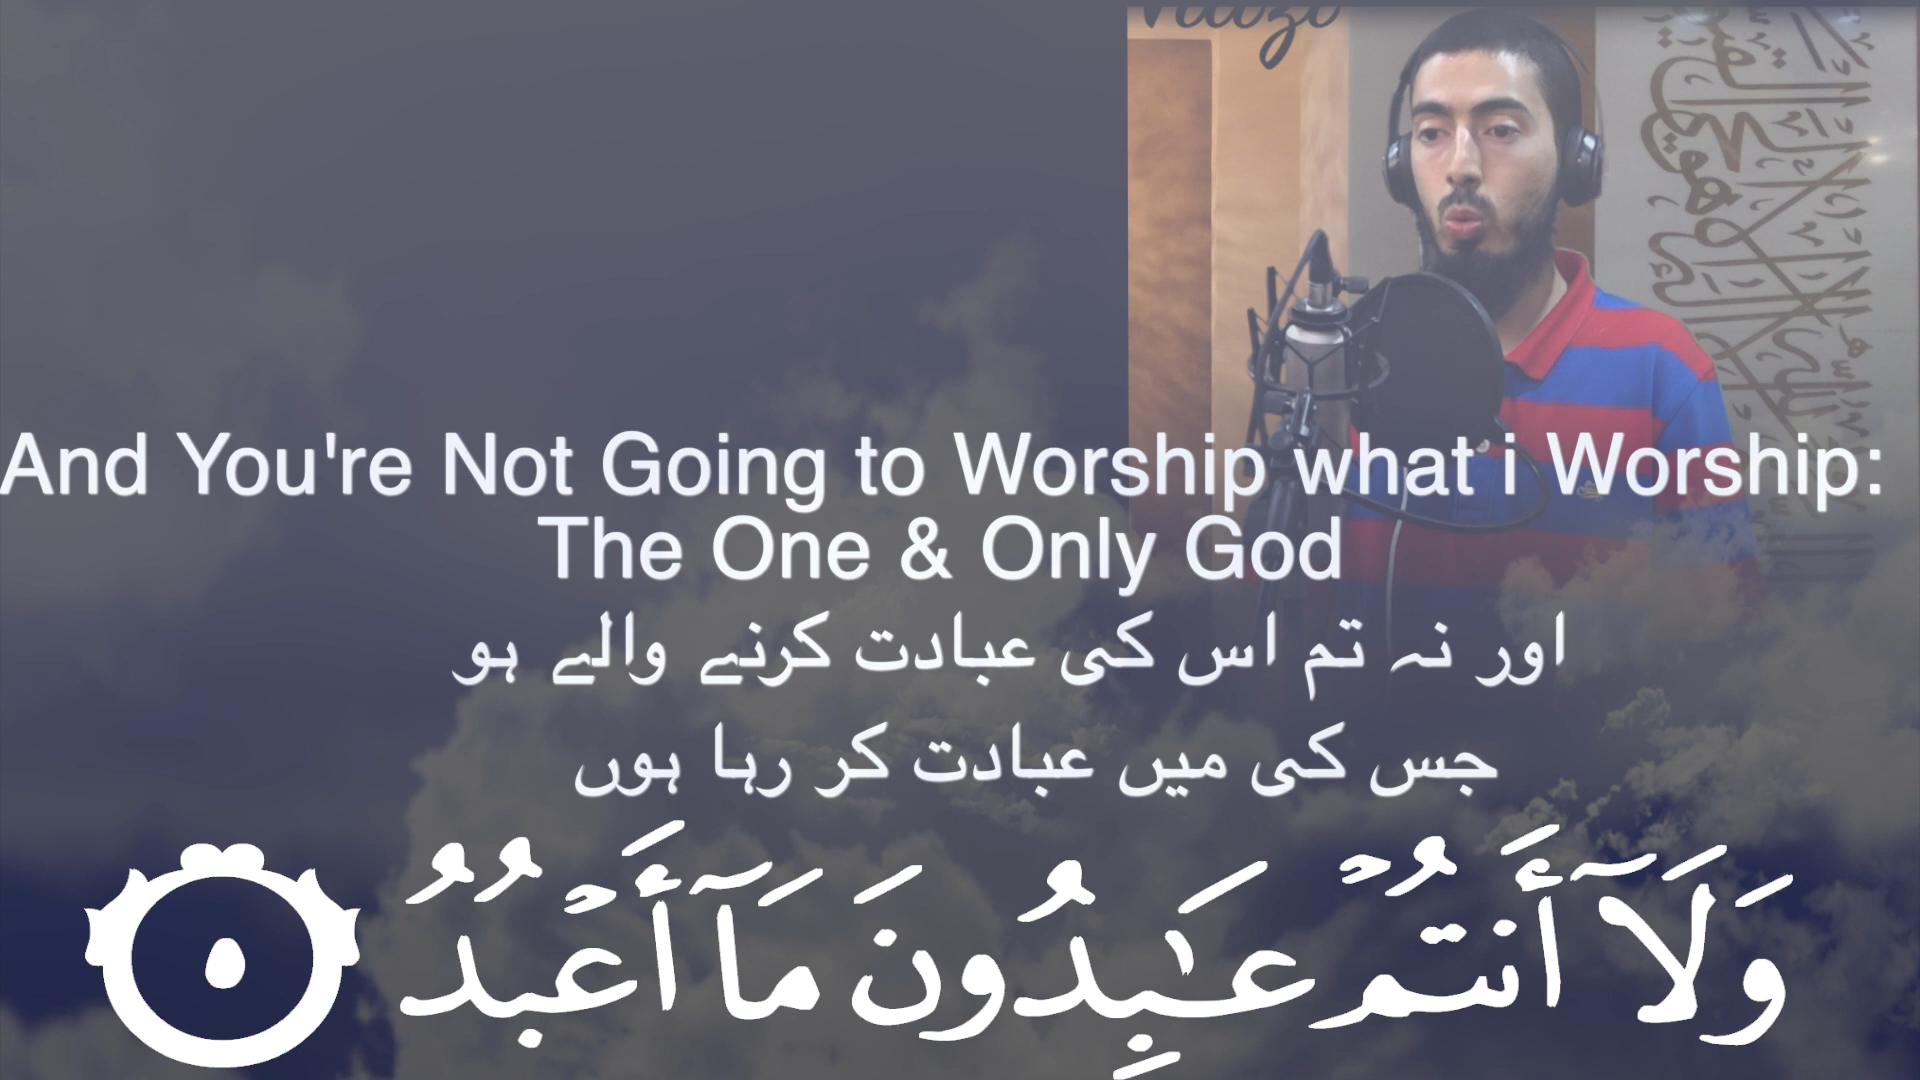 And You're Not Going to Worship what i Worship:
The One & Only God
اور نہ تم اس کی عبادت کرنے والے ہو
جس کی میں عبادت کر رہا ہوں
وَلَآ أَنتُمْ عَـٰبِدُونَ مَآ أَعْبُدُ ٥